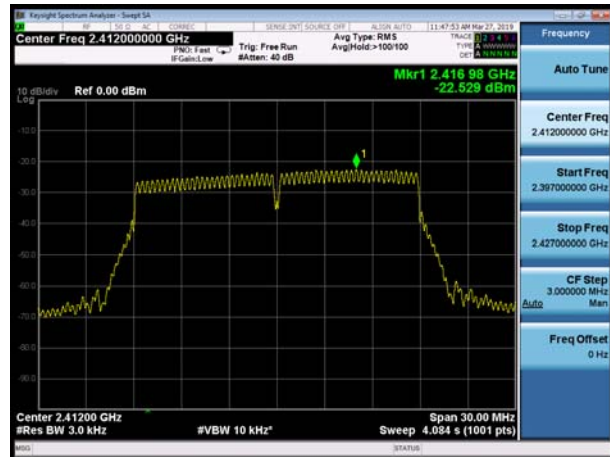 Keysight Spectrum Analyzer - Swept SA
RF 50 Ω AC CORREC SENSE:INT SOURCE OFF ALIGN AUTO 11:47:53 AM Mar 27, 2019
Center Freq 2.412000000 GHz
PNO: Fast
IFGain:Low
Trig: Free Run
#Atten: 40 dB
Avg Type: RMS
Avg|Hold:>100/100
TRACE 1 2 3 4 5 6
TYPE A WWWWW
DET A N N N N N
Mkr1 2.416 98 GHz
-22.529 dBm
10 dB/div Ref 0.00 dBm
Log
1
-10.0
-20.0
-30.0
-40.0
-50.0
-60.0
-70.0
-80.0
-90.0
Center 2.41200 GHz
#Res BW 3.0 kHz
#VBW 10 kHz*
Span 30.00 MHz
Sweep 4.084 s (1001 pts)
MSG
STATUS
Frequency
Auto Tune
Center Freq
2.412000000 GHz
Start Freq
2.397000000 GHz
Stop Freq
2.427000000 GHz
CF Step
3.000000 MHz
Auto Man
Freq Offset
0 Hz